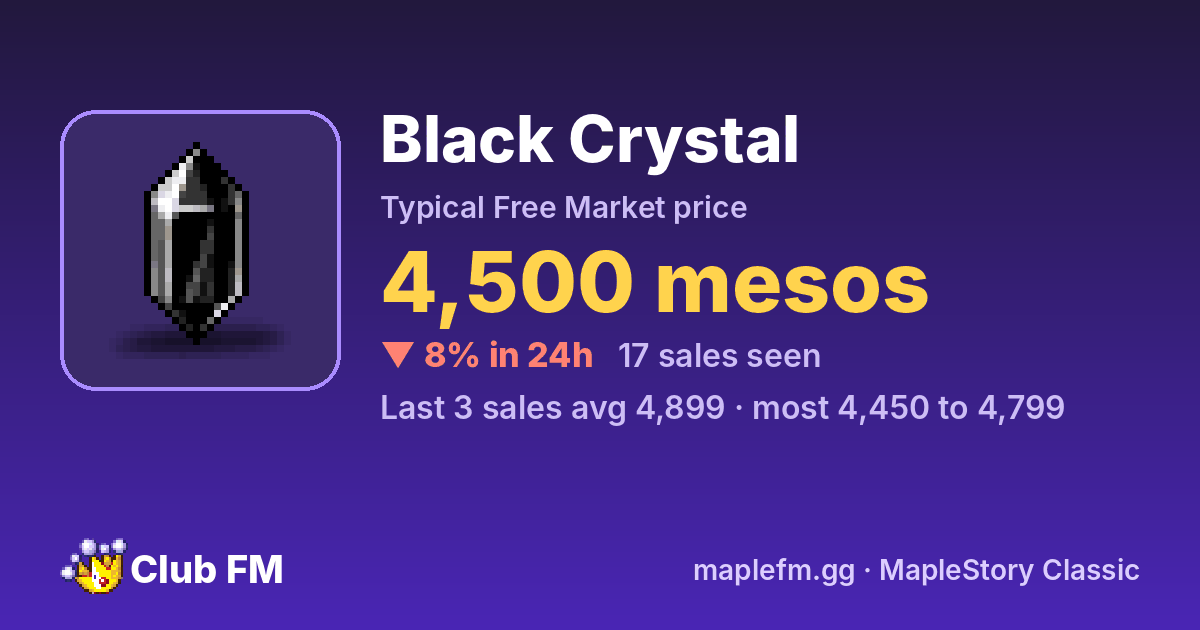 Black Crystal
Typical Free Market price
4,500 mesos
▼ 8% in 24h 17 sales seen
Last 3 sales avg 4,899 · most 4,450 to 4,799
Club FM
maplefm.gg · MapleStory Classic